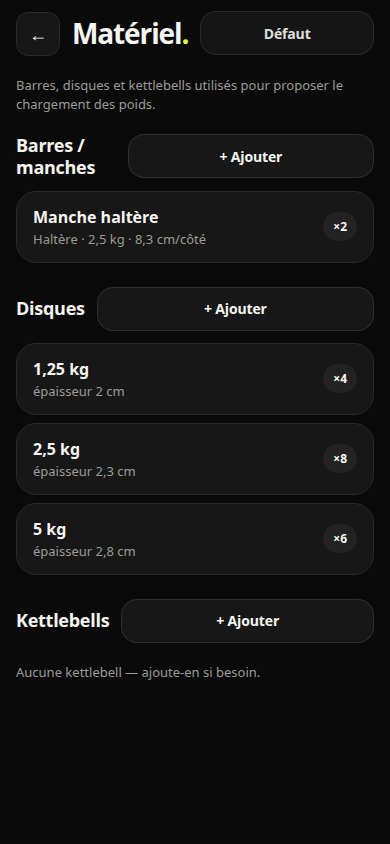 ← Matériel. Défaut
Barres, disques et kettlebells utilisés pour proposer le
chargement des poids.
Barres /
manches
+ Ajouter
Manche haltère
Haltère · 2,5 kg · 8,3 cm/côté
×2
Disques
+ Ajouter
1,25 kg
épaisseur 2 cm
×4
2,5 kg
épaisseur 2,3 cm
×8
5 kg
épaisseur 2,8 cm
×6
Kettlebells
+ Ajouter
Aucune kettlebell — ajoute-en si besoin.